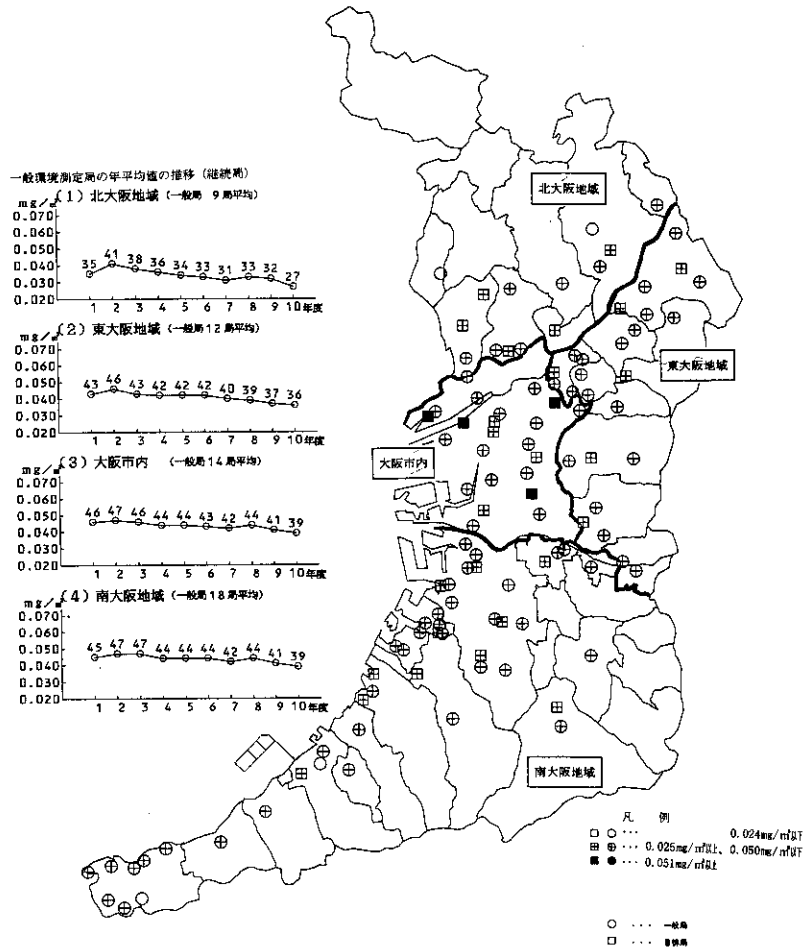 一般環境測定局の年平均値の推移(継続局)
(1)北大阪地域(一般局 9局平均)
mg/㎥
0.070
0.060
0.050
0.040
0.030
0.020
35 41 38 36 34 33 31 33 32 27
1 2 3 4 5 6 7 8 9 10年度
(2)東大阪地域(一般局12局平均)
mg/㎥
0.070
0.060
0.050
0.040
0.030
0.020
43 46 43 42 42 42 40 39 37 36
1 2 3 4 5 6 7 8 9 10年度
(3)大阪市内 (一般局14局平均)
mg/㎥
0.070
0.060
0.050
0.040
0.030
0.020
46 47 46 44 44 43 42 44 41 39
1 2 3 4 5 6 7 8 9 10年度
(4)南大阪地域(一般局18局平均)
mg/㎥
0.070
0.060
0.050
0.040
0.030
0.020
45 47 47 44 44 44 42 44 41 39
1 2 3 4 5 6 7 8 9 10年度
北大阪地域
東大阪地域
大阪市内
南大阪地域
凡 例
… 0.024mg/㎥以下
… 0.025mg/㎥以上、0.050mg/㎥以下
… 0.051mg/㎥以上
… 一般局
… 自排局